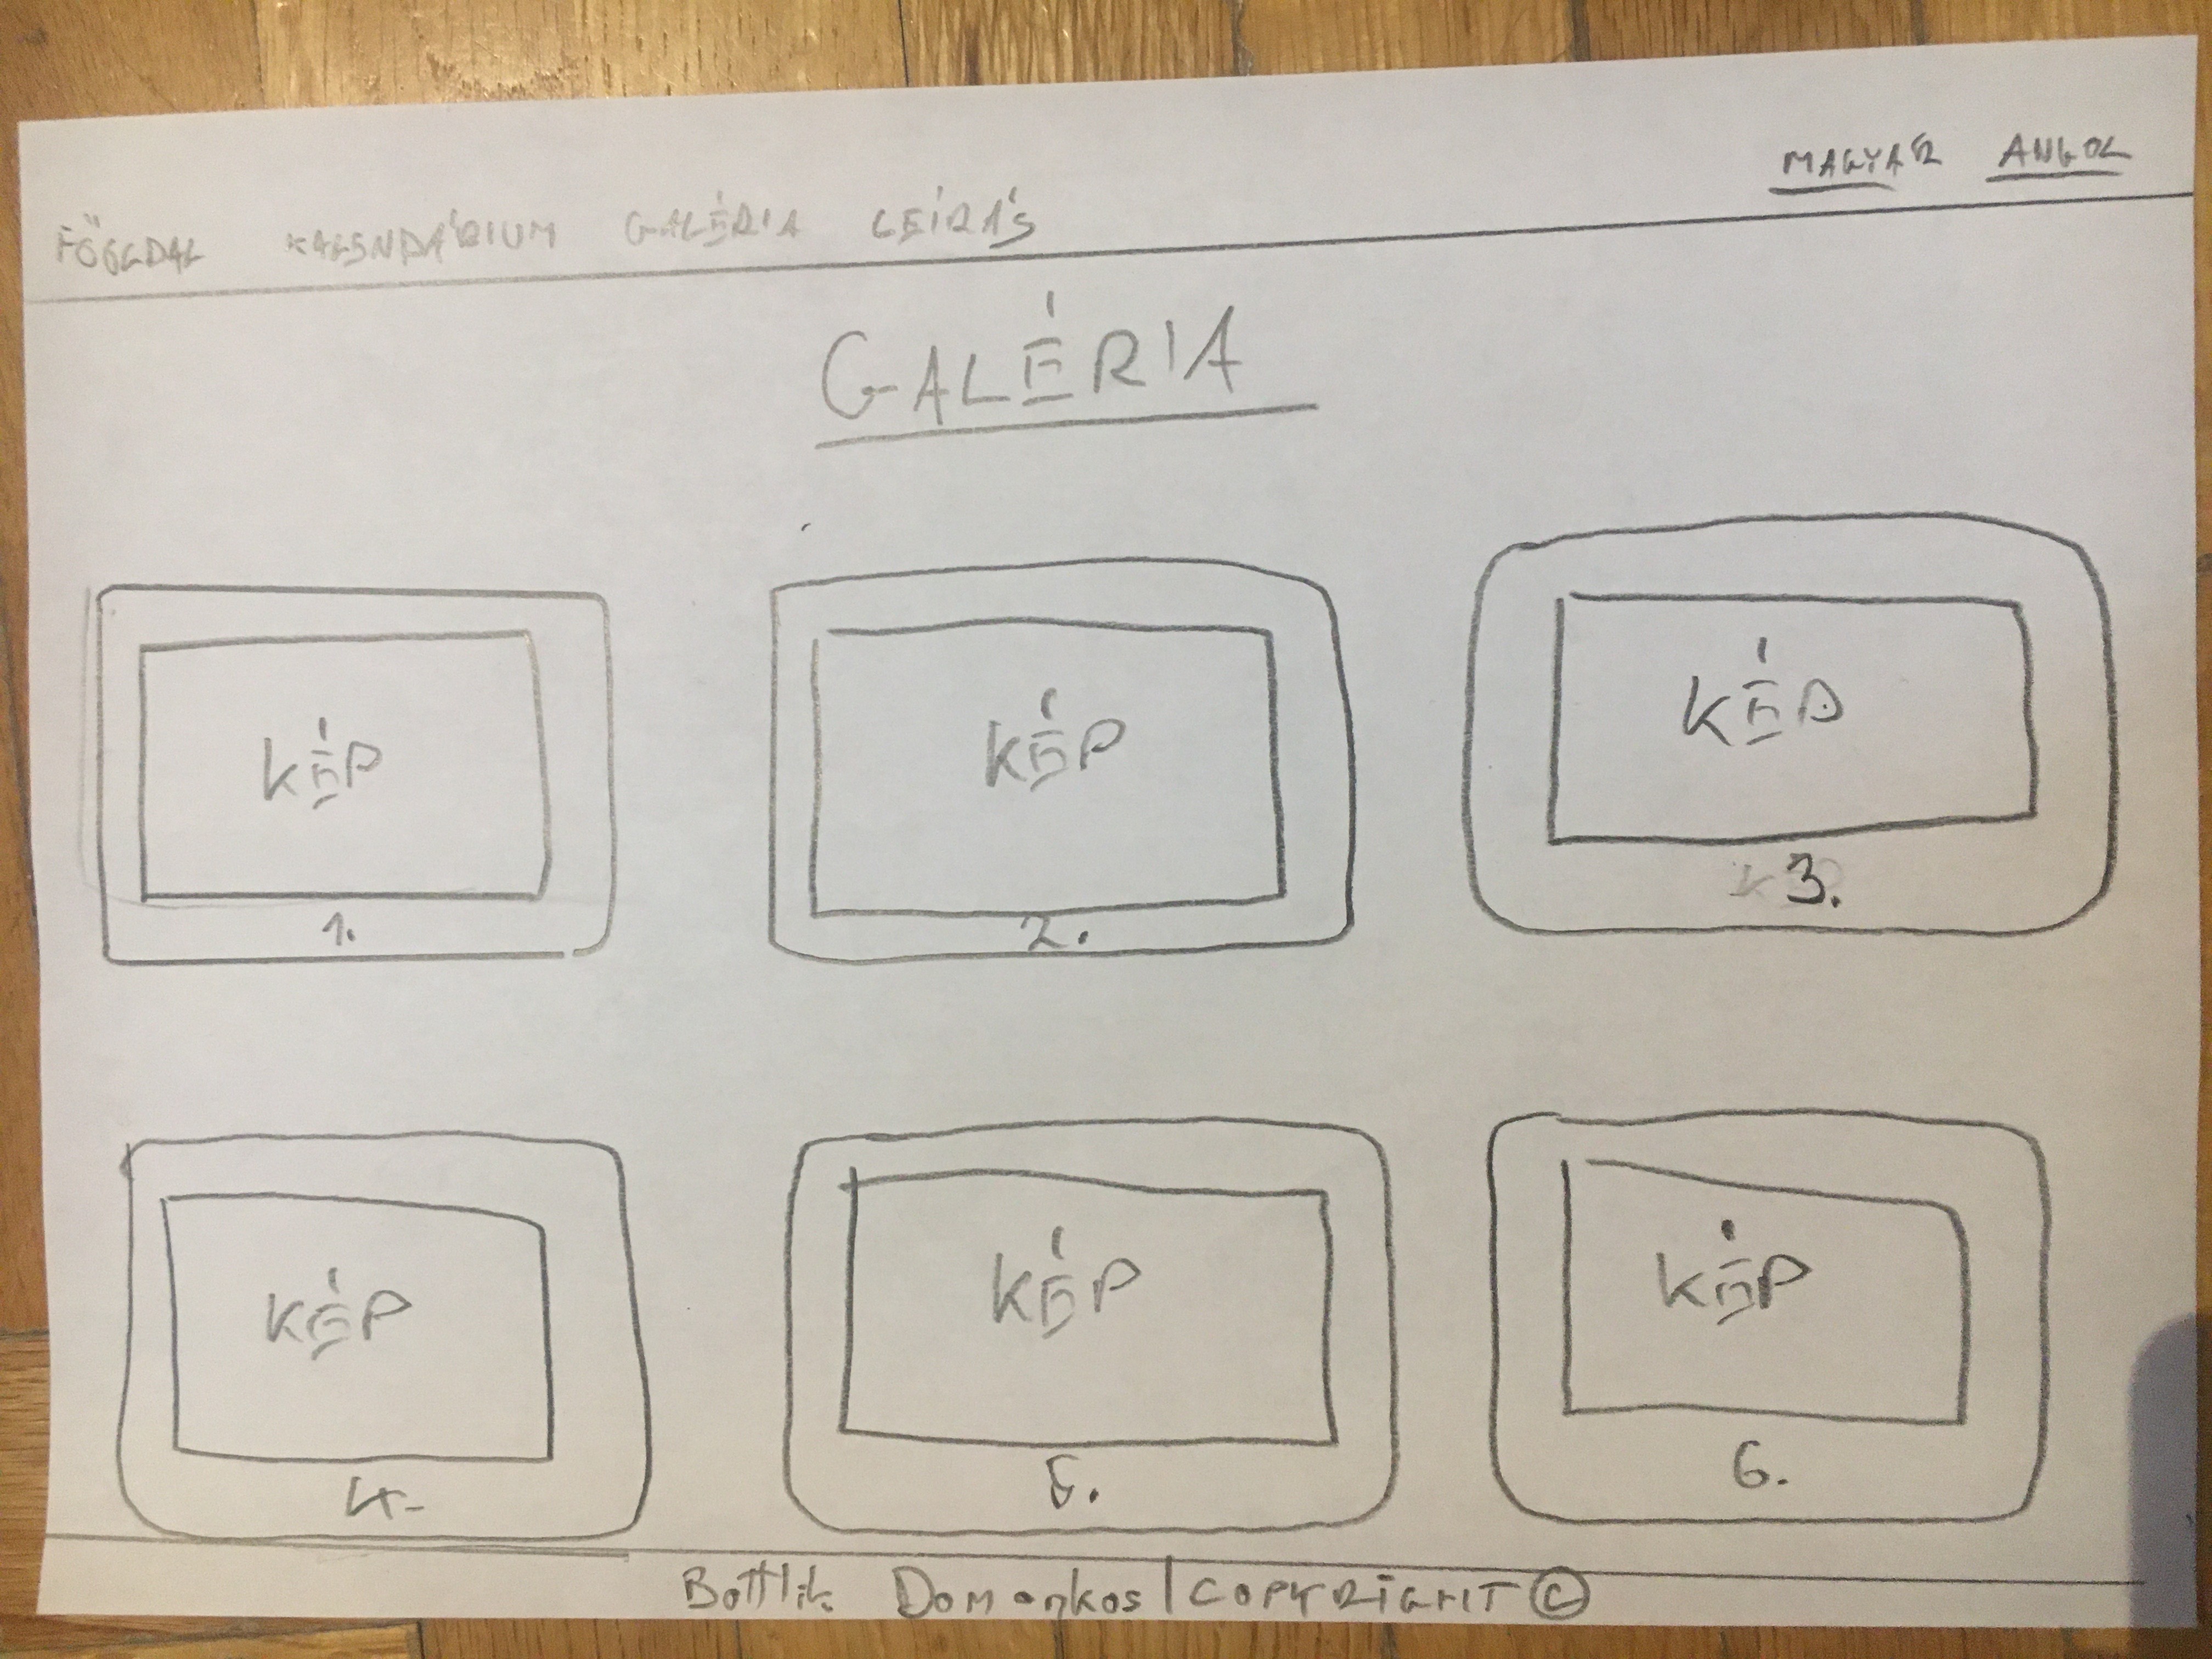 MAGYAR ANGOL
FŐOLDAL KALENDÁRIUM GALÉRIA LEÍRÁS
GALÉRIA
KÉP KÉP KÉP
1. 2. 3.
KÉP KÉP KÉP
4. 5. 6.
Bottlik Domonkos | COPYRIGHT ©